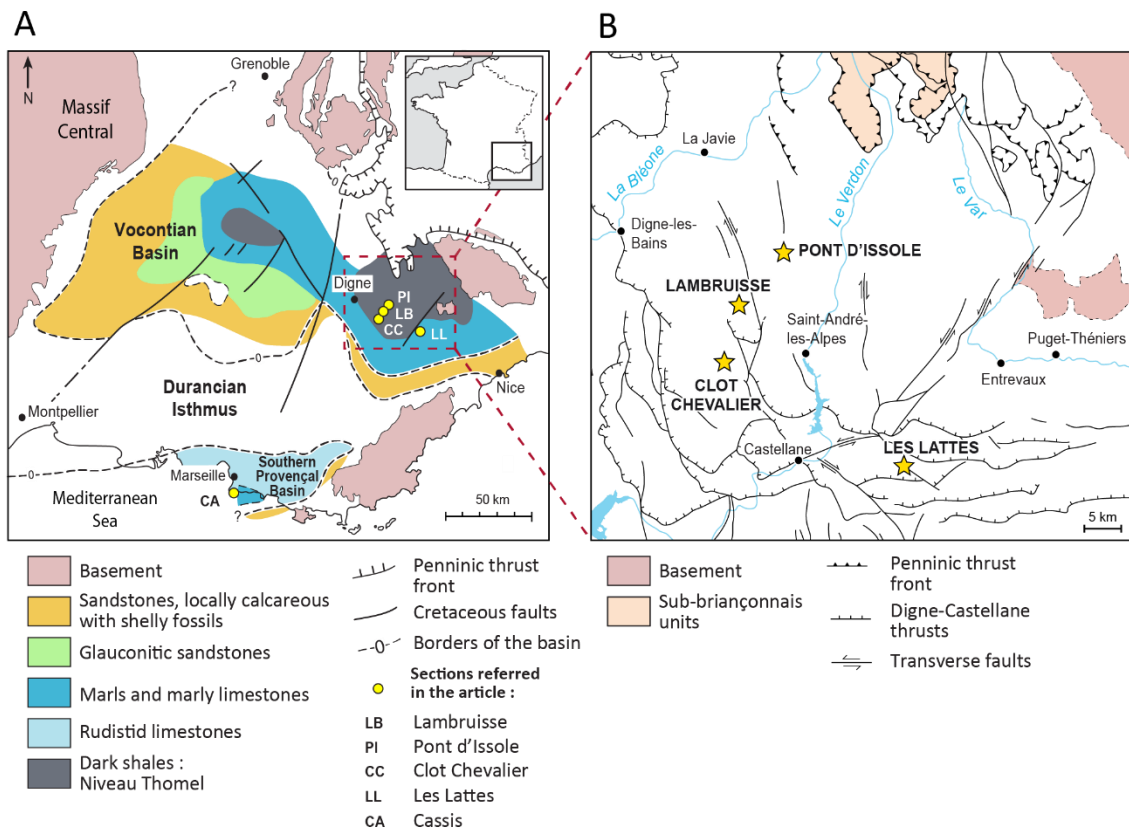 A
B
Grenoble
N
Massif
Central
?
0
0
Vocontian
Basin
Digne
PI
LB
CC
LL
0
Durancian
Isthmus
Nice
Montpellier
0
Marseille
Southern
Provençal
Basin
CA
?
Mediterranean
Sea
50 km
La Javie
La Bléone
Le Verdon
Le Var
Digne-les-
Bains
PONT D'ISSOLE
LAMBRUISSE
Saint-André-
les-Alpes
Puget-Théniers
CLOT
CHEVALIER
Entrevaux
Castellane
LES LATTES
5 km
Basement
Sandstones, locally calcareous
with shelly fossils
Glauconitic sandstones
Marls and marly limestones
Rudistid limestones
Dark shales :
Niveau Thomel
Penninic thrust
front
Cretaceous faults
0
Borders of the basin
Sections referred
in the article :
LB Lambruisse
PI Pont d'Issole
CC Clot Chevalier
LL Les Lattes
CA Cassis
Basement
Sub-briançonnais
units
Penninic thrust
front
Digne-Castellane
thrusts
Transverse faults